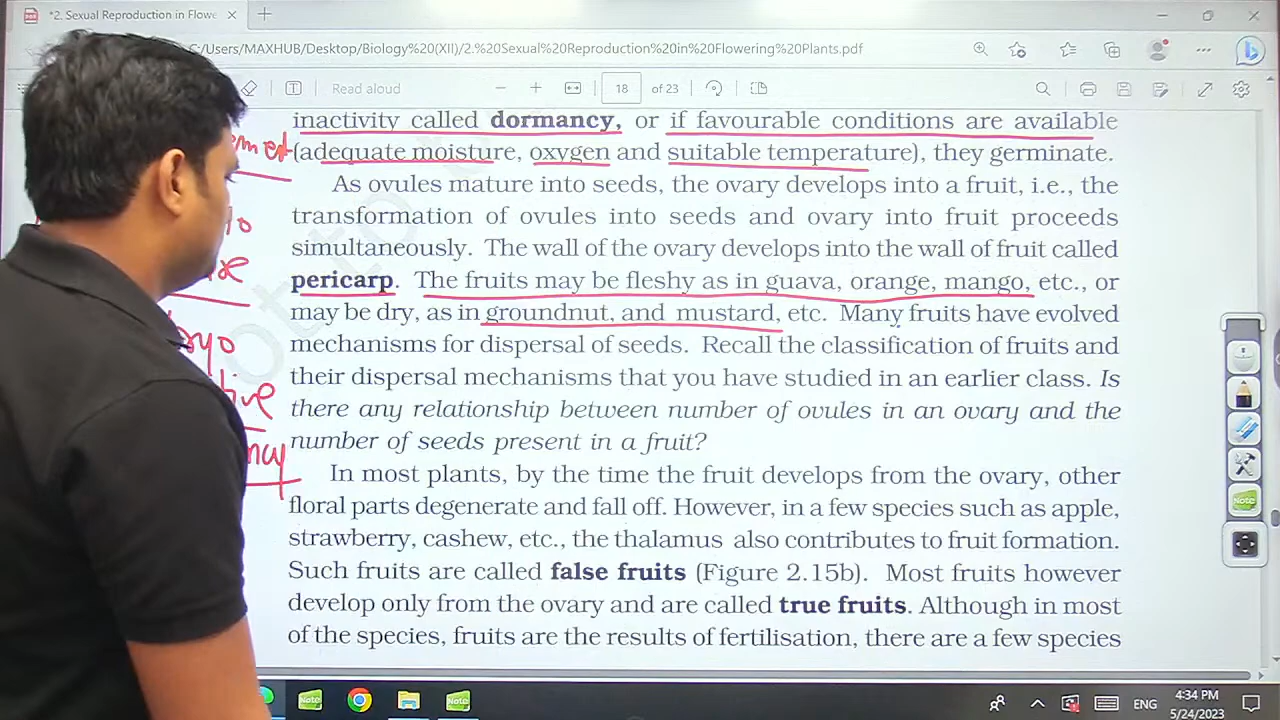 *2. Sexual Reproduction in Flowe
C:/Users/MAXHUB/Desktop/Biology%20(XII)/2.%20Sexual%20Reproduction%20in%20Flowering%20Plants.pdf
Read aloud
18 of 23
inactivity called dormancy, or if favourable conditions are available
(adequate moisture, oxygen and suitable temperature), they germinate.
As ovules mature into seeds, the ovary develops into a fruit, i.e., the
transformation of ovules into seeds and ovary into fruit proceeds
simultaneously. The wall of the ovary develops into the wall of fruit called
pericarp. The fruits may be fleshy as in guava, orange, mango, etc., or
may be dry, as in groundnut, and mustard, etc. Many fruits have evolved
mechanisms for dispersal of seeds. Recall the classification of fruits and
their dispersal mechanisms that you have studied in an earlier class. Is
there any relationship between number of ovules in an ovary and the
number of seeds present in a fruit?
In most plants, by the time the fruit develops from the ovary, other
floral parts degenerate and fall off. However, in a few species such as apple,
strawberry, cashew, etc., the thalamus also contributes to fruit formation.
Such fruits are called false fruits (Figure 2.15b). Most fruits however
develop only from the ovary and are called true fruits. Although in most
of the species, fruits are the results of fertilisation, there are a few species
Note
Note
Note
ENG
4:34 PM
5/24/2023